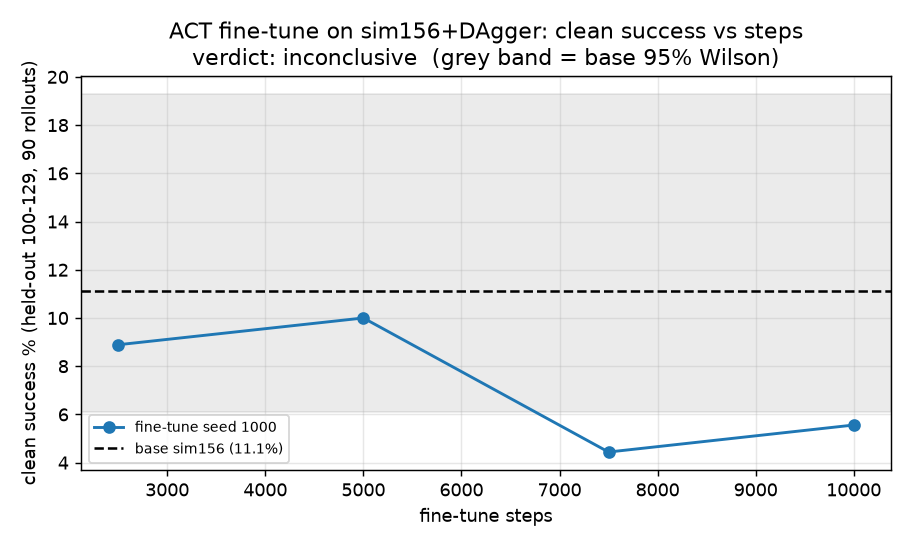 ACT fine-tune on sim156+DAgger: clean success vs steps
verdict: inconclusive  (grey band = base 95% Wilson)
clean success % (held-out 100-129, 90 rollouts)
20
18
16
14
12
10
8
6
4
fine-tune seed 1000
base sim156 (11.1%)
3000 4000 5000 6000 7000 8000 9000 10000
fine-tune steps